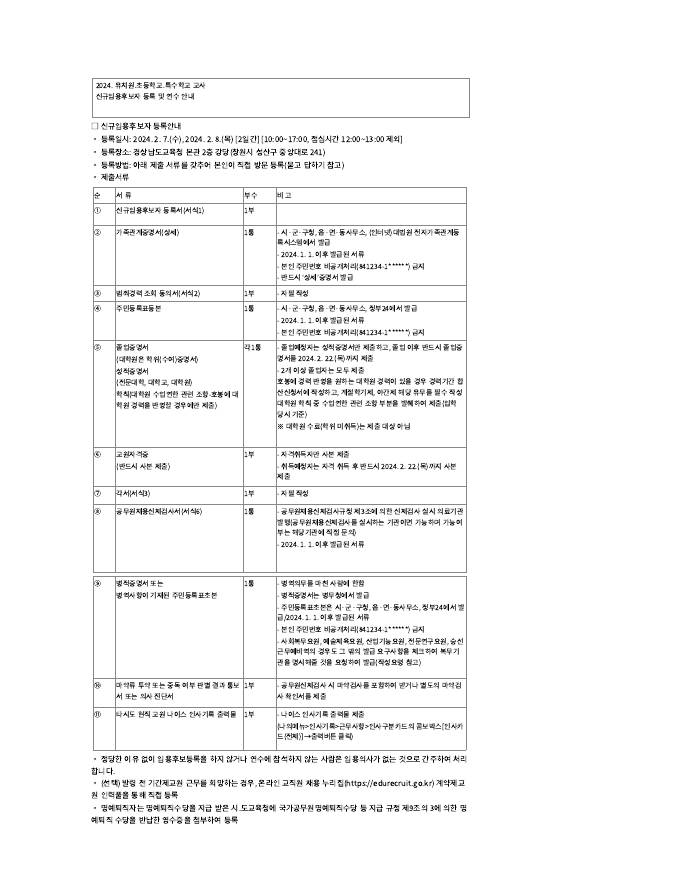 2024. 유치원.초등학교.특수학교 교사
신규임용후보자 등록 및 연수 안내
□ 신규임용후보자 등록안내
◦ 등록일시: 2024. 2. 7.(수), 2024. 2. 8.(목) [2일간] [10:00~17:00, 점심시간 12:00~13:00 제외]
◦ 등록장소: 경상남도교육청 본관 2층 강당 (창원시 성산구 중앙대로 241)
◦ 등록방법: 아래 제출 서류를 갖추어 본인이 직접 방문 등록(붙고 답하기 참고)
◦ 제출서류
순 서 류 부수 비 고
① 신규임용후보자 등록서(서식1) 1부
② 가족관계증명서(상세) 1통 - 시·군·구청, 읍·면·동사무소, (인터넷)대법원 전자가족관계등
록시스템에서 발급
- 2024. 1. 1. 이후 발급된 서류
- 본인 주민번호 비공개처리(841234-1******) 금지
- 반드시 '상세'증명서 발급
③ 범죄경력 조회 동의서(서식2) 1부 - 자필 작성
④ 주민등록표등본 1통 - 시·군·구청, 읍·면·동사무소, 정부24에서 발급
- 2024. 1. 1. 이후 발급된 서류
- 본인 주민번호 비공개처리(841234-1******) 금지
⑤ 졸업증명서 각1통 - 졸업예정자는 성적증명서만 제출하고, 졸업 이후 반드시 졸업증
(대학원은 학위(수여)증명서) 명서를 2024. 2. 22.(목)까지 제출
성적증명서 - 2개 이상 졸업자는 모두 제출
(전문대학, 대학교, 대학원) 호봉에 경력 반영을 원하는 대학원 경력이 있을 경우 경력기간 합
학칙(대학원 수업연한 관련 조항-호봉에 대 산신청서에 작성하고, 계절학기제, 야간제 해당 유무를 필수 작성
학원 경력을 반영할 경우에만 제출) 대학원 학칙 중 수업연한 관련 조항 부분을 발췌하여 제출(입학
당시 기준)
※ 대학원 수료(학위 미취득)는 제출 대상 아님
⑥ 교원자격증 1부 - 자격취득자만 사본 제출
(반드시 사본 제출) - 취득예정자는 자격 취득 후 반드시 2024. 2. 22.(목)까지 사본
제출
⑦ 각서(서식3) 1부 - 자필 작성
⑧ 공무원채용신체검사서(서식6) 1통 - 공무원채용신체검사규정 제3조에 의한 신체검사 실시 의료기관
발행(공무원채용신체검사를 실시하는 기관이면 가능하며 가능여
부는 해당기관에 직접 문의)
- 2024. 1. 1. 이후 발급된 서류
⑨ 병적증명서 또는 1통 - 병역의무를 마친 사람에 한함
병역사항이 기재된 주민등록표초본 - 병적증명서는 병무청에서 발급
- 주민등록표초본은 시·군·구청, 읍·면·동사무소, 정부24에서 발
급/2024. 1. 1. 이후 발급된 서류
- 본인 주민번호 비공개처리(841234-1******) 금지
- 사회복무요원, 예술체육요원, 산업기능요원, 전문연구요원, 승선
근무예비역의 경우도 그 밖의 발급 요구사항을 체크하여 복무기
관을 명시해줄 것을 요청하여 발급(작성요령 참고)
⑩ 마약류 투약 또는 중독 여부 판별 결과 통보 1부 - 공무원신체검사 시 마약검사를 포함하여 받거나 별도의 마약검
서 또는 의사 진단서 사 확인서를 제출
⑪ 타시도 현직 교원 나이스 인사기록 출력물 1부 - 나이스 인사기록 출력물 제출
(나의메뉴>인사기록>근무사항>인사구분카드의 콤보박스[인사카
드(전체)]→출력버튼 클릭)
◦ 정당한 이유 없이 임용후보등록을 하지 않거나 연수에 참석하지 않는 사람은 임용의사가 없는 것으로 간주하여 처리
합니다.
◦ (선택) 발령 전 기간제교원 근무를 희망하는 경우, 온라인 교직원 채용 누리집(https://edurecruit.go.kr) 계약제교
원 인력풀을 통해 직접 등록
◦ 명예퇴직자는 명예퇴직수당을 지급 받은 시.도교육청에 국가공무원명예퇴직수당 등 지급 규정 제9조의 3에 의한 명
예퇴직 수당을 반납한 영수증을 첨부하여 등록